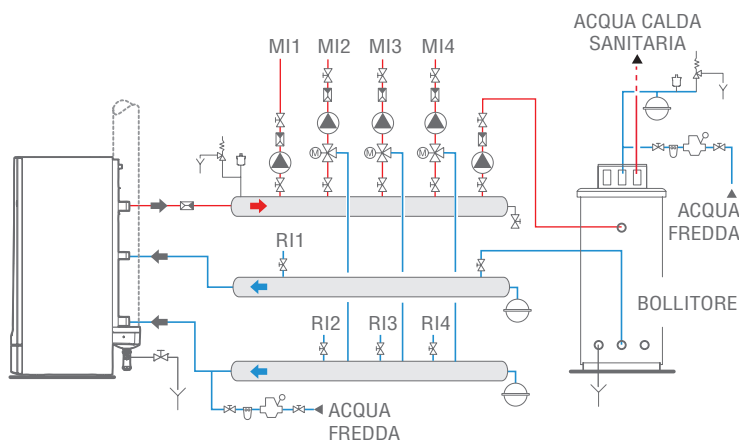 ACQUA CALDA
SANITARIA
MI1
MI2
MI3
MI4
M
M
M
ACQUA
FREDDA
RI1
BOLLITORE
RI2
RI3
RI4
ACQUA
FREDDA